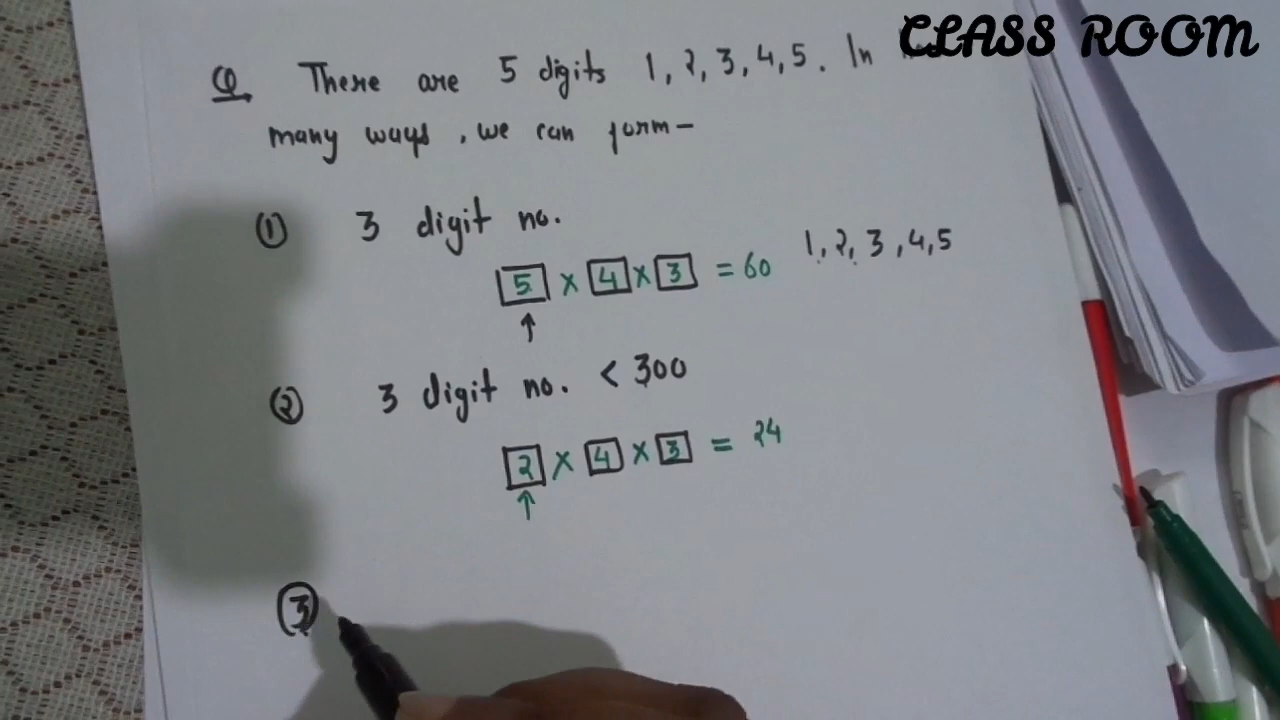 CLASS ROOM
Q There are 5 digits 1, 2, 3, 4, 5. In
many ways, we can form-
(1) 3 digit no.
1, 2, 3, 4, 5
5 × 4 × 3 = 60
(2) 3 digit no. < 300
2 × 4 × 3 = 24
(3)